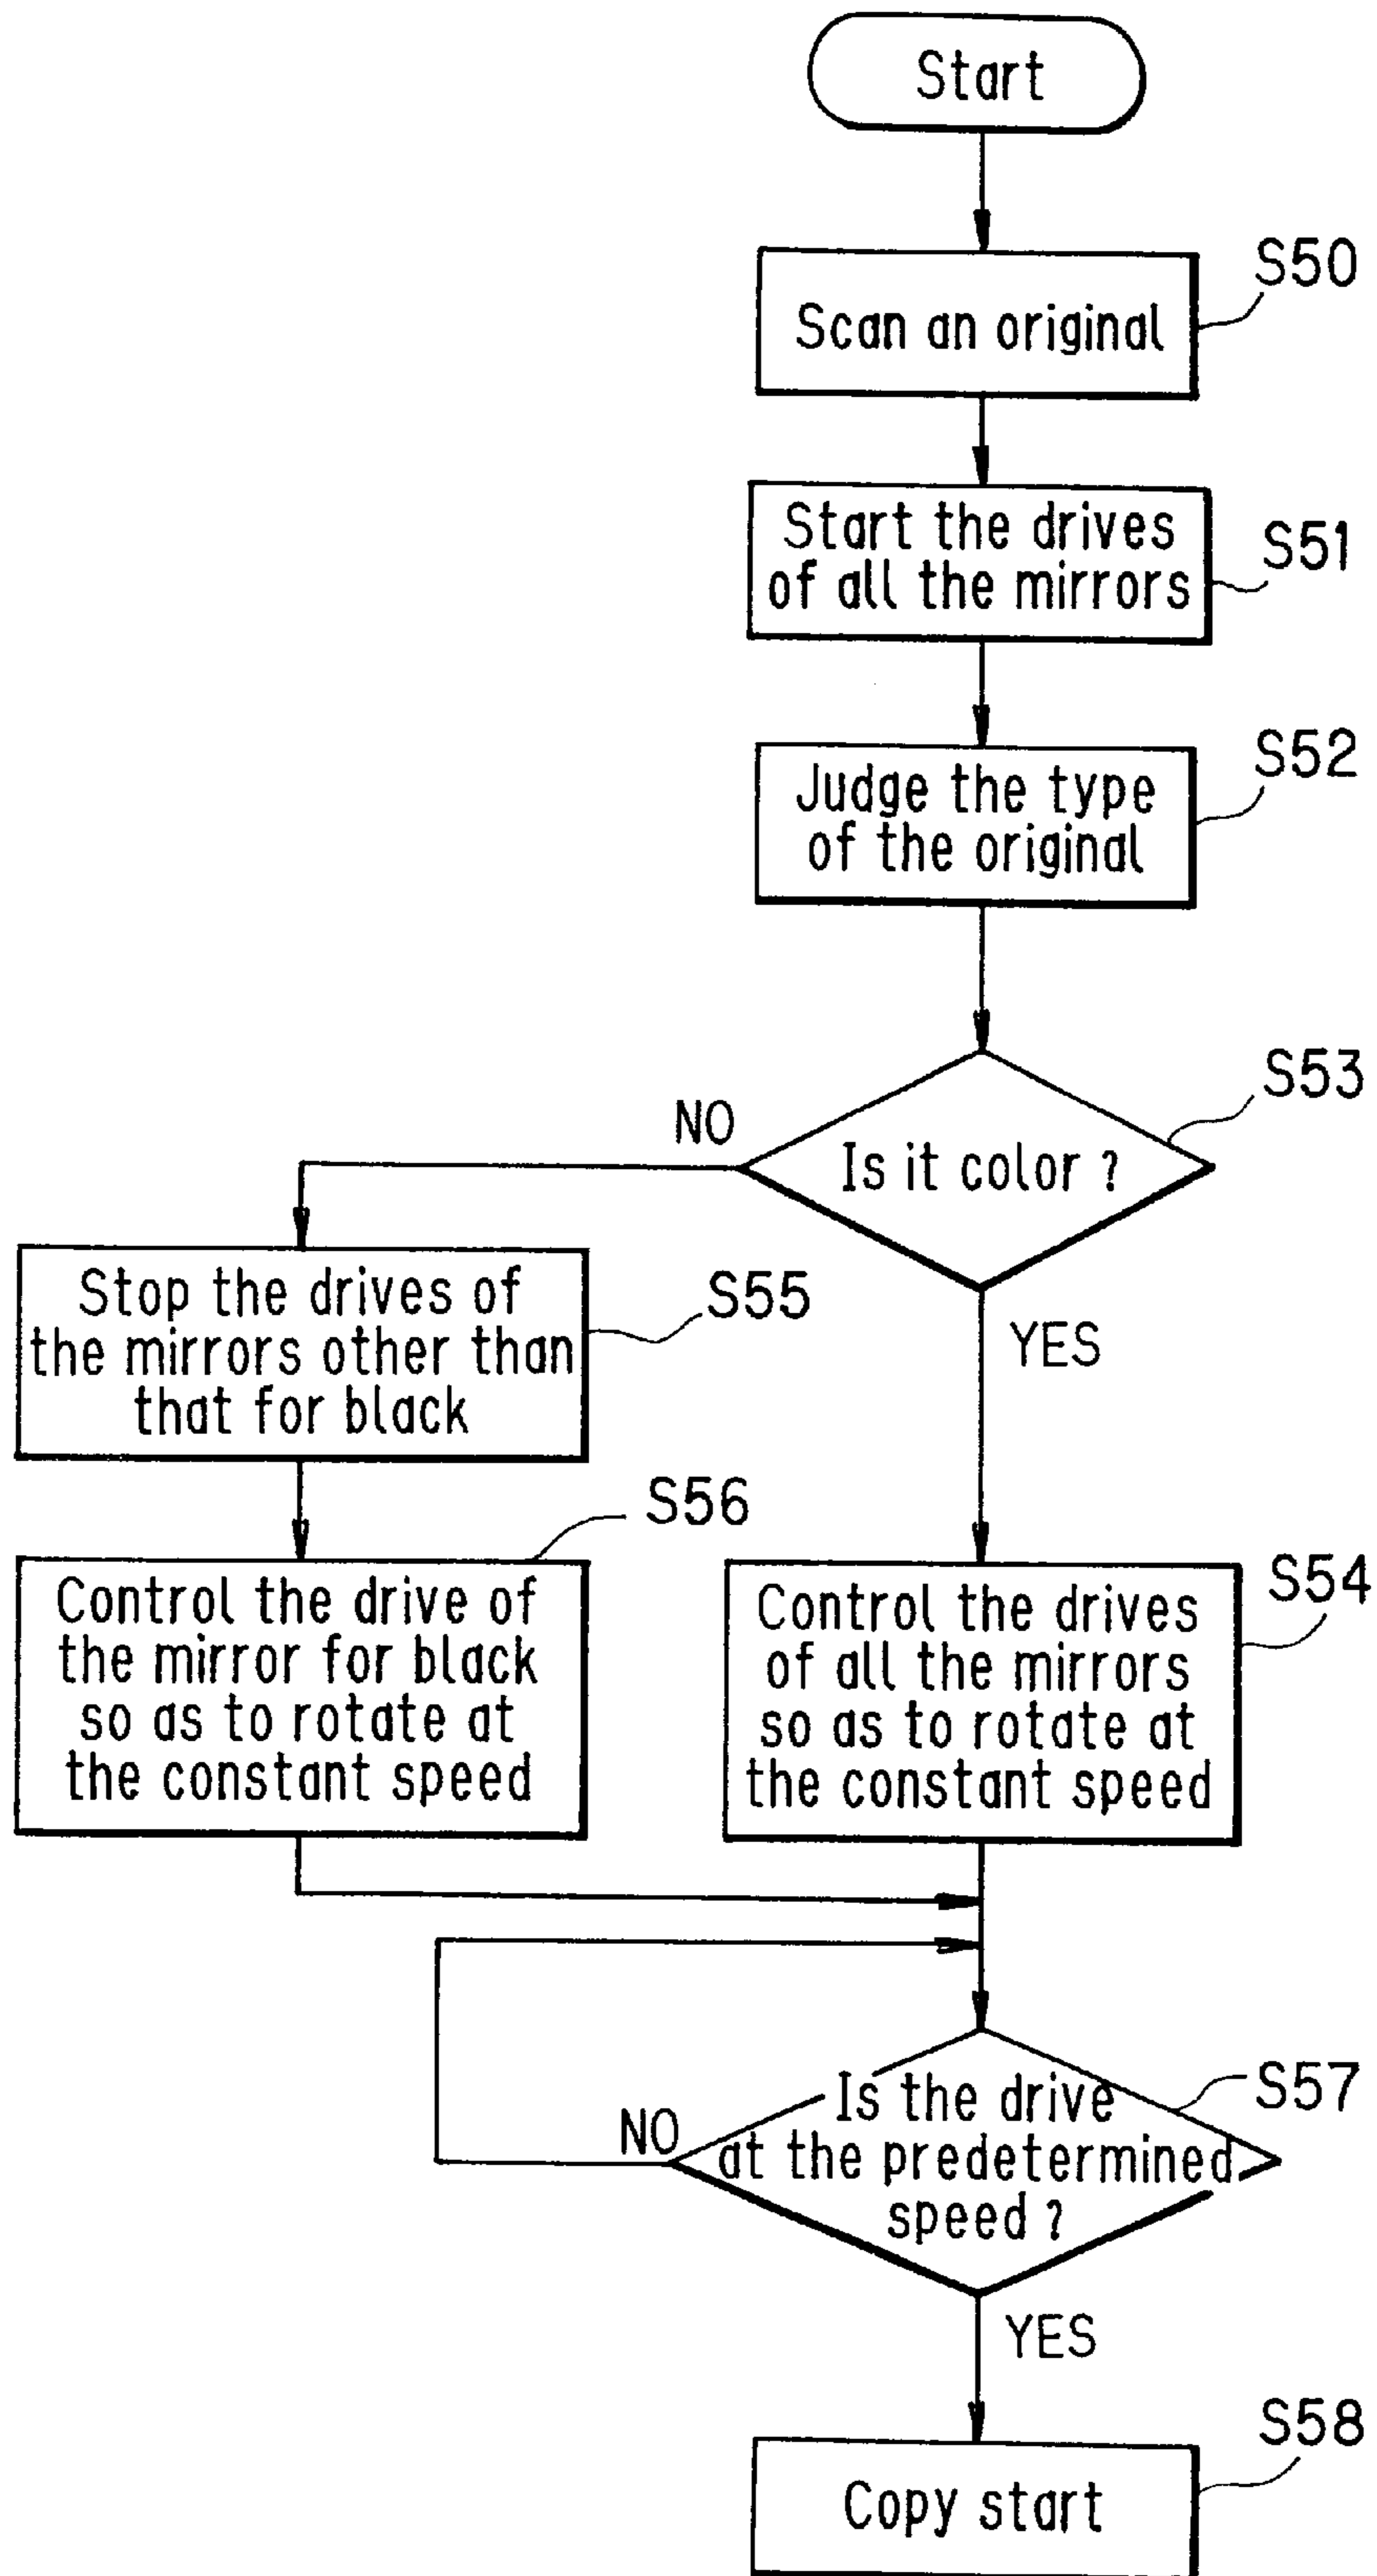 Start
S50
Scan an original
S51
Start the drives
of all the mirrors
S52
Judge the type
of the original
S53
NO
Is it color ?
YES
Stop the drives of
the mirrors other than
that for black
S55
S56
Control the drive of
the mirror for black
so as to rotate at
the constant speed
S54
Control the drives
of all the mirrors
so as to rotate at
the constant speed
S57
NO
Is the drive
at the predetermined
speed ?
YES
S58
Copy start